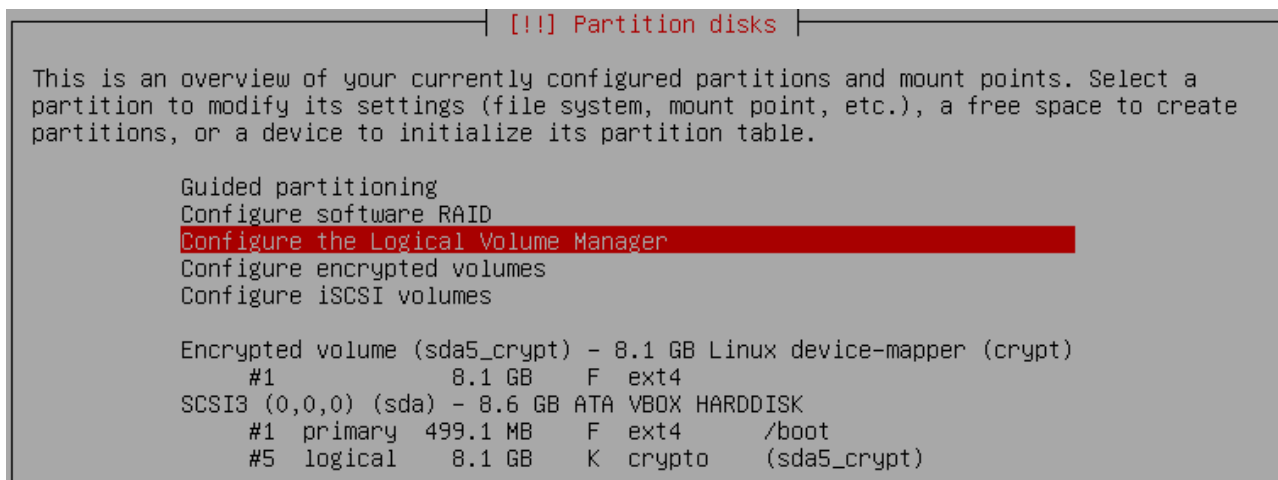 [!!] Partition disks
This is an overview of your currently configured partitions and mount points. Select a
partition to modify its settings (file system, mount point, etc.), a free space to create
partitions, or a device to initialize its partition table.
Guided partitioning
Configure software RAID
Configure the Logical Volume Manager
Configure encrypted volumes
Configure iSCSI volumes
Encrypted volume (sda5_crypt) - 8.1 GB Linux device-mapper (crypt)
#1 8.1 GB F ext4
SCSI3 (0,0,0) (sda) - 8.6 GB ATA VBOX HARDDISK
#1 primary 499.1 MB F ext4 /boot
#5 logical 8.1 GB K crypto (sda5_crypt)